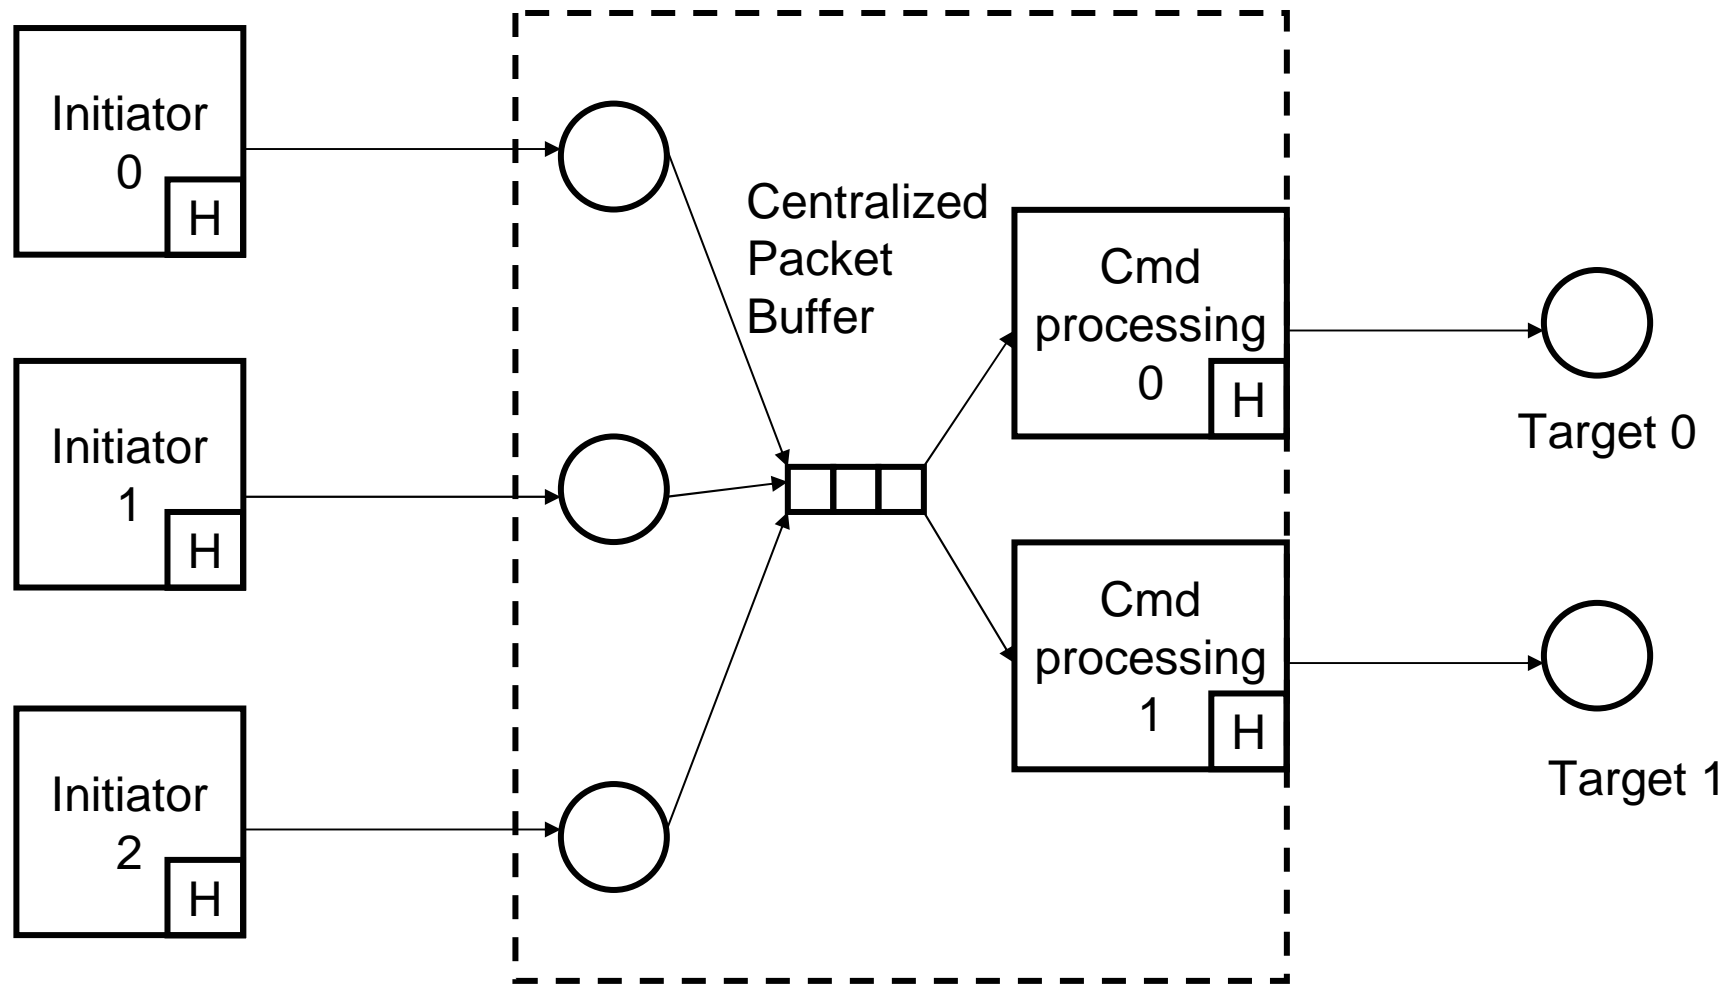 Initiator
0
H
Initiator
1
H
Initiator
2
H
Centralized
Packet
Buffer
Cmd
processing
0
H
Cmd
processing
1
H
Target 0
Target 1